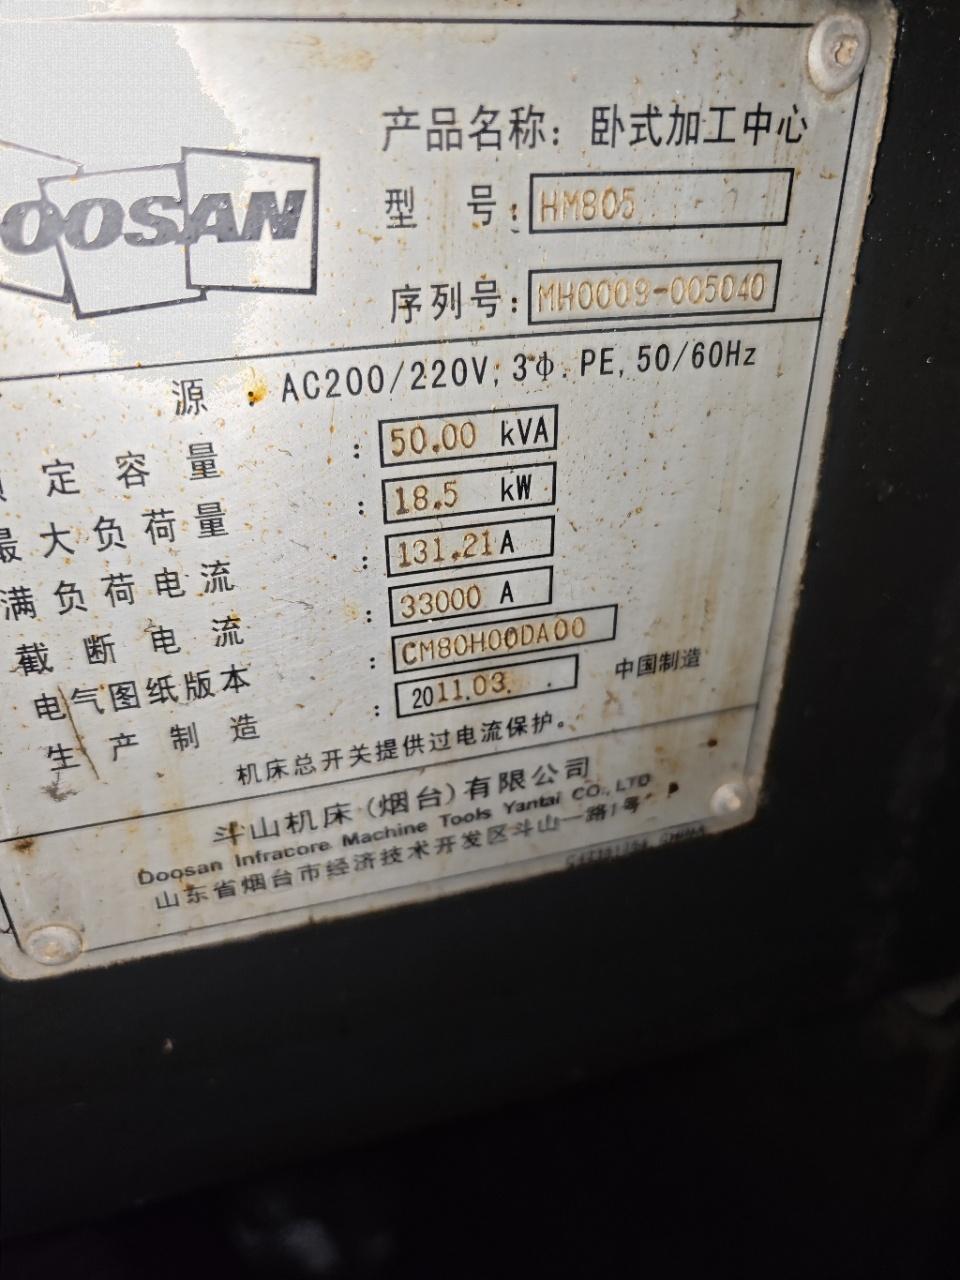 产品名称：卧式加工中心
DOOSAN
型 号：HM805
序列号：MH0009-005040
源：AC200/220V, 3Φ. PE, 50/60Hz
定容量：50.00 kVA
最大负荷量：18.5 kW
满负荷电流：131.21 A
截断电流：33000 A
电气图纸版本：CM80H00DA00
生产制造：2011.03. 中国制造
机床总开关提供过电流保护。
斗山机床(烟台)有限公司
Doosan Infracore Machine Tools Yantai CO., LTD
山东省烟台市经济技术开发区斗山一路1号